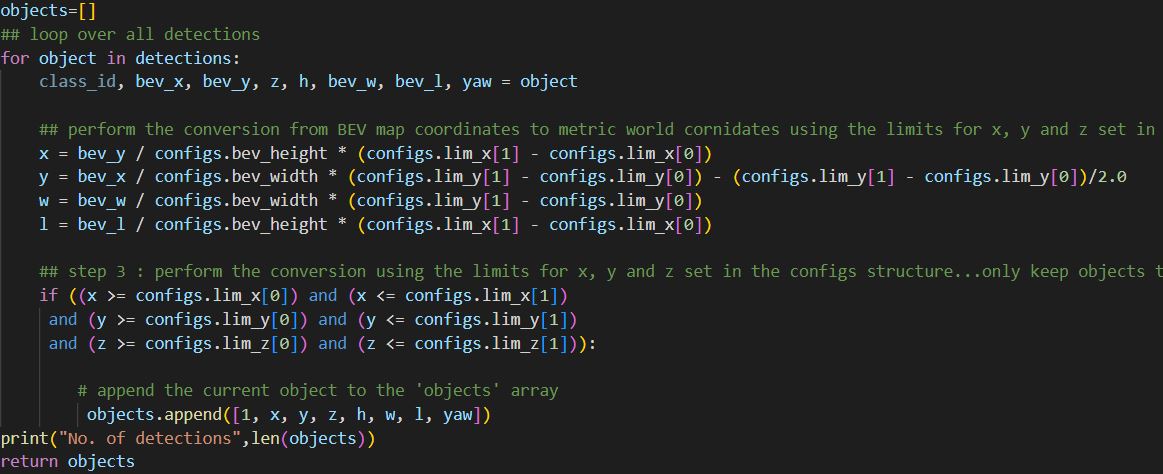 objects=[]
## loop over all detections
for object in detections:
class_id, bev_x, bev_y, z, h, bev_w, bev_l, yaw = object
## perform the conversion from BEV map coordinates to metric world cornidates using the limits for x, y and z set in
x = bev_y / configs.bev_height * (configs.lim_x[1] - configs.lim_x[0])
y = bev_x / configs.bev_width * (configs.lim_y[1] - configs.lim_y[0]) - (configs.lim_y[1] - configs.lim_y[0])/2.0
w = bev_w / configs.bev_width * (configs.lim_y[1] - configs.lim_y[0])
l = bev_l / configs.bev_height * (configs.lim_x[1] - configs.lim_x[0])
## step 3 : perform the conversion using the limits for x, y and z set in the configs structure...only keep objects t
if ((x >= configs.lim_x[0]) and (x <= configs.lim_x[1])
and (y >= configs.lim_y[0]) and (y <= configs.lim_y[1])
and (z >= configs.lim_z[0]) and (z <= configs.lim_z[1])):
# append the current object to the 'objects' array
objects.append([1, x, y, z, h, w, l, yaw])
print("No. of detections",len(objects))
return objects